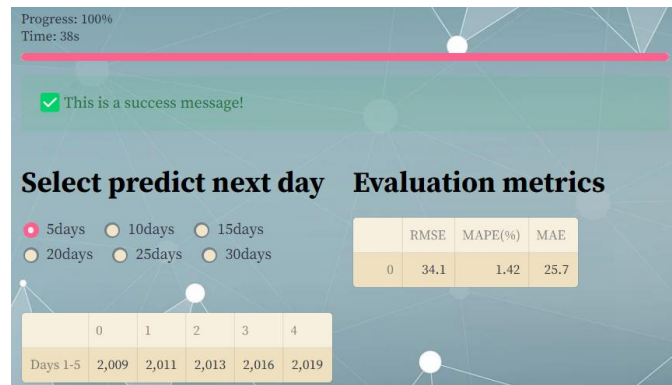 Progress: 100%
Time: 38s
This is a success message!
Select predict next day
5days 10days 15days
20days 25days 30days
Evaluation metrics
RMSE MAPE(%) MAE
0 34.1 1.42 25.7
0 1 2 3 4
Days 1-5 2,009 2,011 2,013 2,016 2,019